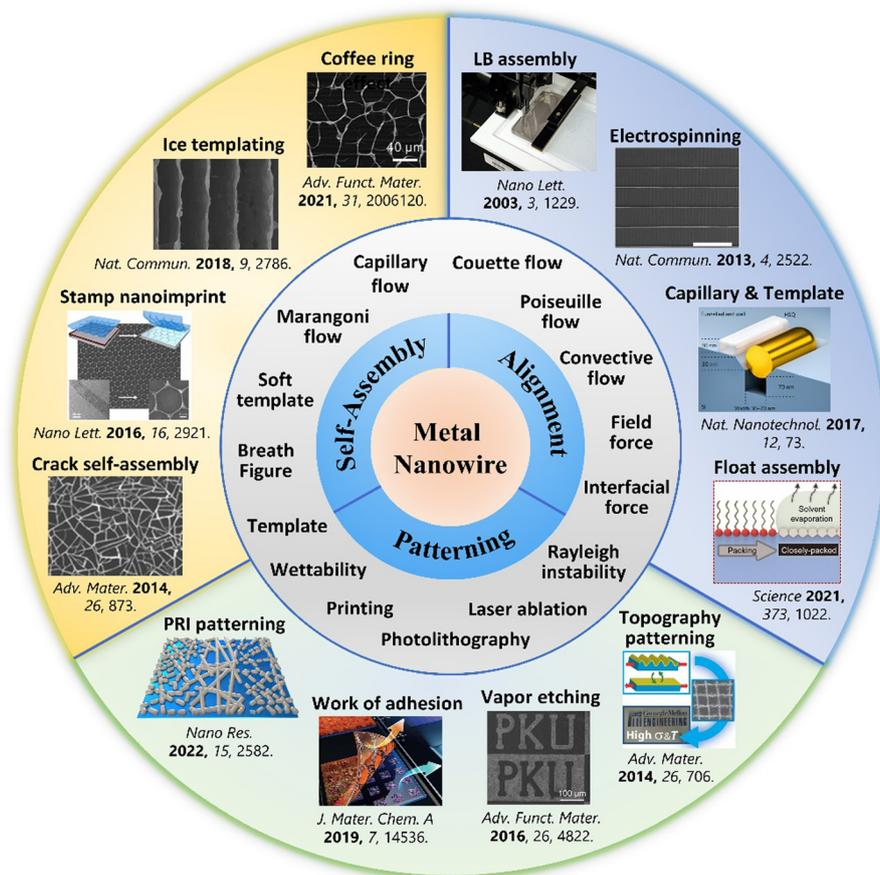 Coffee ring
effect
40 μm
Adv. Funct. Mater.
2021, 31, 2006120.
Ice templating
Nat. Commun. 2018, 9, 2786.
Stamp nanoimprint
Nano Lett. 2016, 16, 2921.
Crack self-assembly
Adv. Mater. 2014,
26, 873.
LB assembly
Nano Lett.
2003, 3, 1229.
Electrospinning
Nat. Commun. 2013, 4, 2522.
Capillary & Template
Nat. Nanotechnol. 2017,
12, 73.
Float assembly
Solvent
evaporation
Packing
Closely-packed
Science 2021,
373, 1022.
Capillary
flow
Marangoni
flow
Soft
template
Breath
Figure
Template
Wettability
Printing
Photolithography
Couette flow
Poiseuille
flow
Convective
flow
Field
force
Interfacial
force
Rayleigh
instability
Laser ablation
Self-Assembly
Alignment
Patterning
Metal
Nanowire
PRI patterning
Nano Res.
2022, 15, 2582.
Work of adhesion
J. Mater. Chem. A
2019, 7, 14536.
Vapor etching
PKU
PKU
100 μm
Adv. Funct. Mater.
2016, 26, 4822.
Topography
patterning
Carnegie Mellon
ENGINEERING
High σ&T
Adv. Mater.
2014, 26, 706.